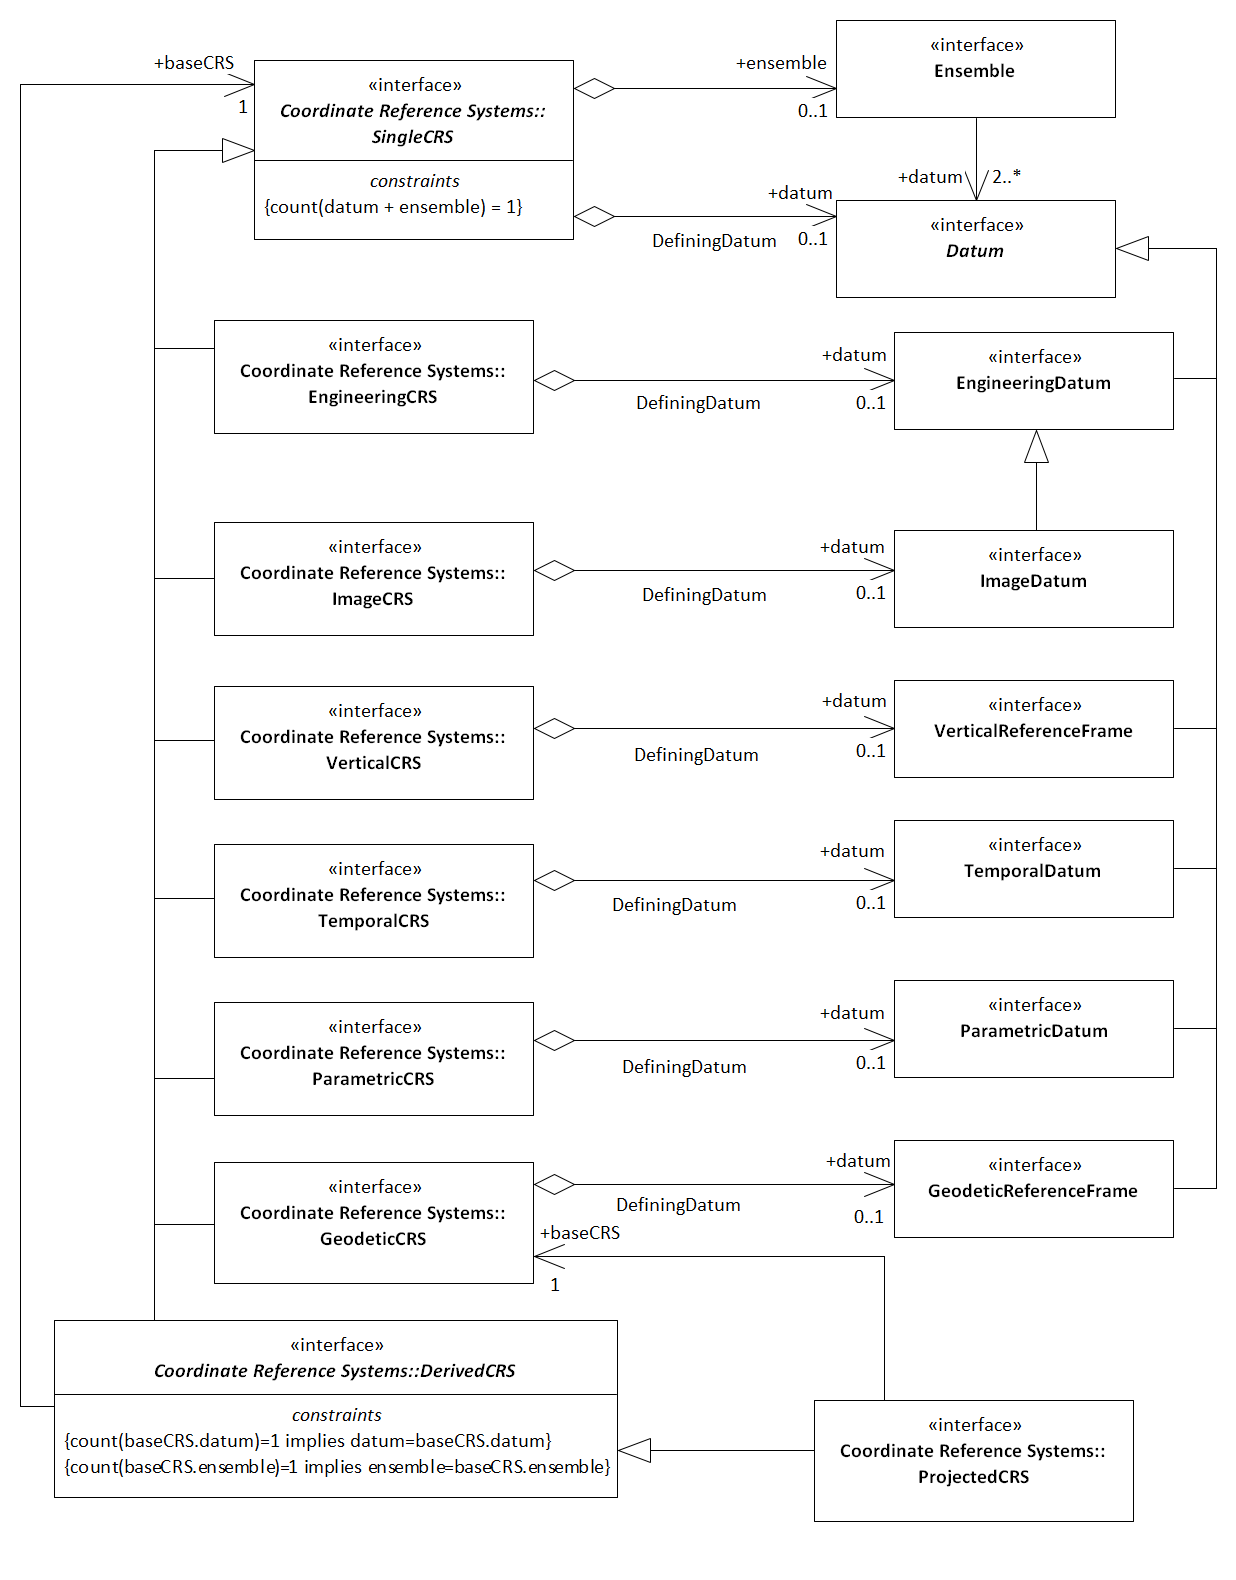 +baseCRS
1
«interface»
Coordinate Reference Systems::
SingleCRS
constraints
{count(datum + ensemble) = 1}
+ensemble
0..1
«interface»
Ensemble
+datum
2..*
+datum
DefiningDatum
0..1
«interface»
Datum
«interface»
Coordinate Reference Systems::
EngineeringCRS
+datum
DefiningDatum
0..1
«interface»
EngineeringDatum
«interface»
Coordinate Reference Systems::
ImageCRS
+datum
DefiningDatum
0..1
«interface»
ImageDatum
«interface»
Coordinate Reference Systems::
VerticalCRS
+datum
DefiningDatum
0..1
«interface»
VerticalReferenceFrame
«interface»
Coordinate Reference Systems::
TemporalCRS
+datum
DefiningDatum
0..1
«interface»
TemporalDatum
«interface»
Coordinate Reference Systems::
ParametricCRS
+datum
DefiningDatum
0..1
«interface»
ParametricDatum
«interface»
Coordinate Reference Systems::
GeodeticCRS
+datum
DefiningDatum
0..1
«interface»
GeodeticReferenceFrame
+baseCRS
1
«interface»
Coordinate Reference Systems::DerivedCRS
constraints
{count(baseCRS.datum)=1 implies datum=baseCRS.datum}
{count(baseCRS.ensemble)=1 implies ensemble=baseCRS.ensemble}
«interface»
Coordinate Reference Systems::
ProjectedCRS